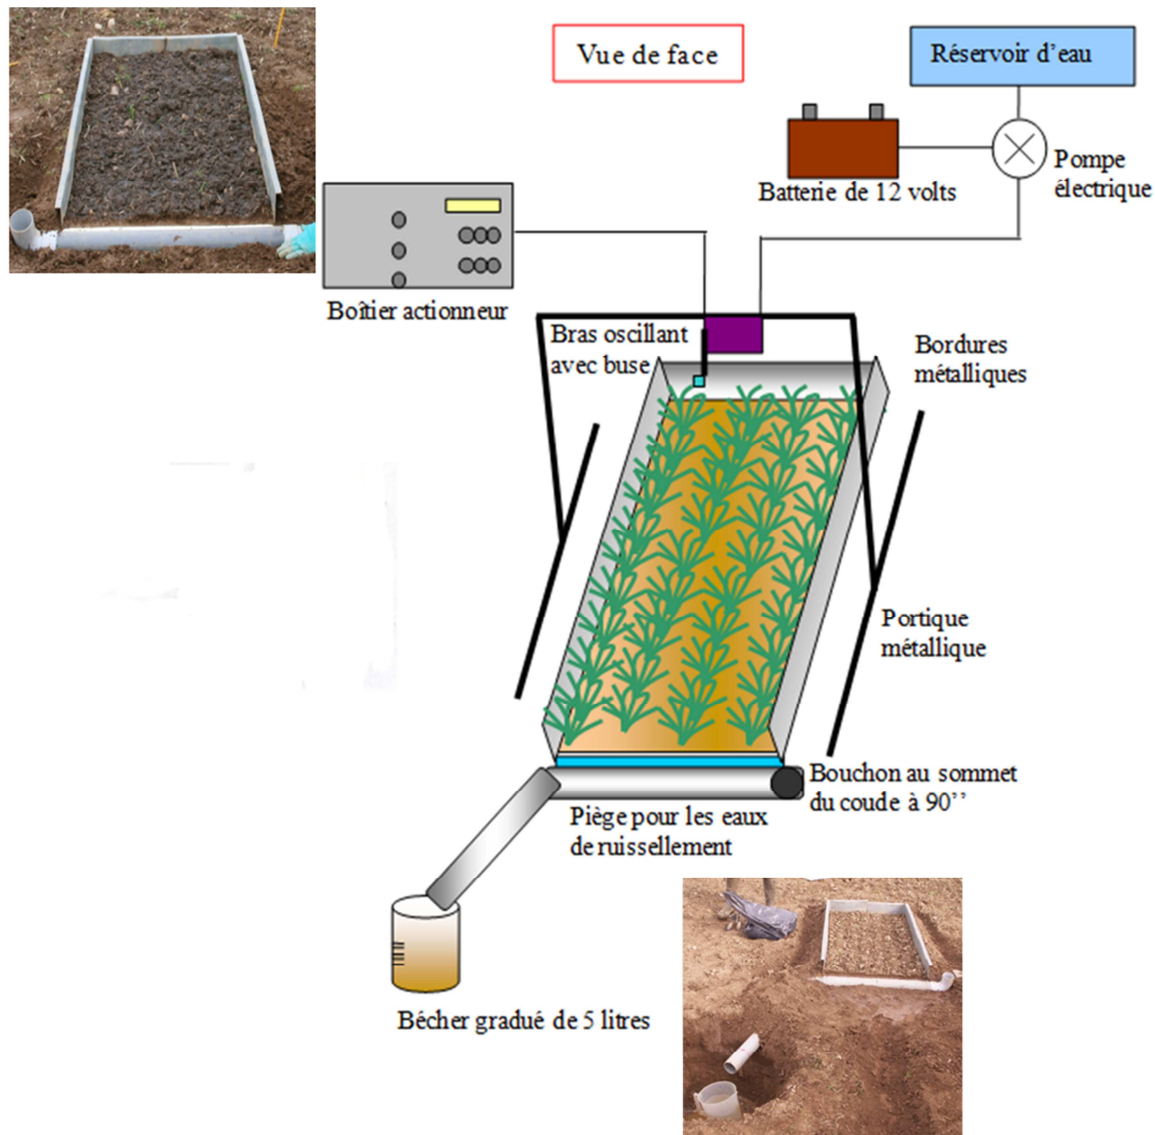 Vue de face
Réservoir d'eau
Pompe
électrique
Batterie de 12 volts
Boîtier actionneur
Bras oscillant
avec buse
Bordures
métalliques
Portique
métallique
Bouchon au sommet
du coude à 90’’
Piège pour les eaux
de ruissellement
Bécher gradué de 5 litres